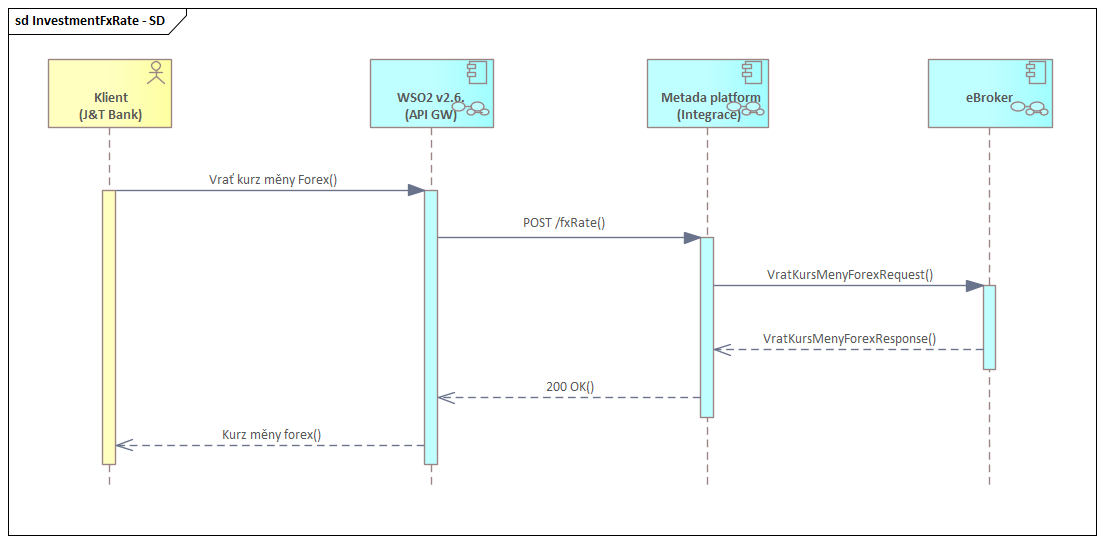 sd InvestmentFxRate - SD
Klient
(J&T Bank)
WSO2 v2.6.
(API GW)
Metada platform
(Integrace)
eBroker
Vrať kurz měny Forex()
POST /fxRate()
VratKursMenyForexRequest()
VratKursMenyForexResponse()
200 OK()
Kurz měny forex()